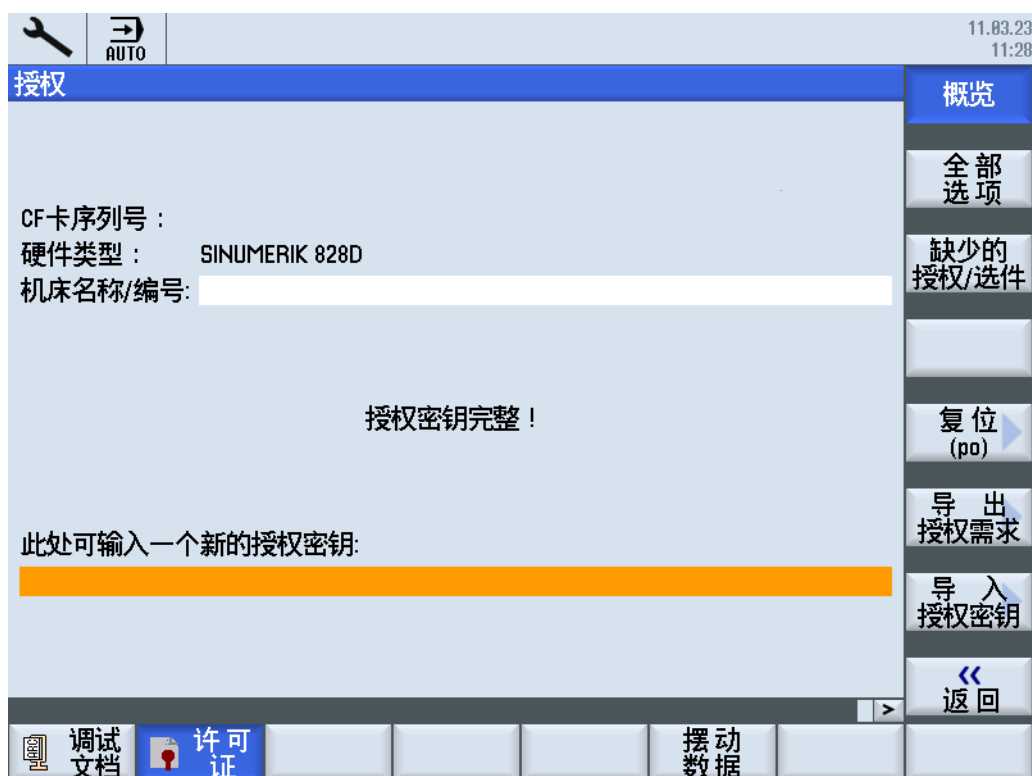 AUTO
11.03.23
11:28
授权
CF卡序列号：
硬件类型： SINUMERIK 828D
机床名称/编号:
授权密钥完整！
此处可输入一个新的授权密钥:
概览
全部
选项
缺少的
授权/选件
复位
(po)
导出
授权需求
导入
授权密钥
<<
返回
>
调试
文档
许可
证
摆动
数据